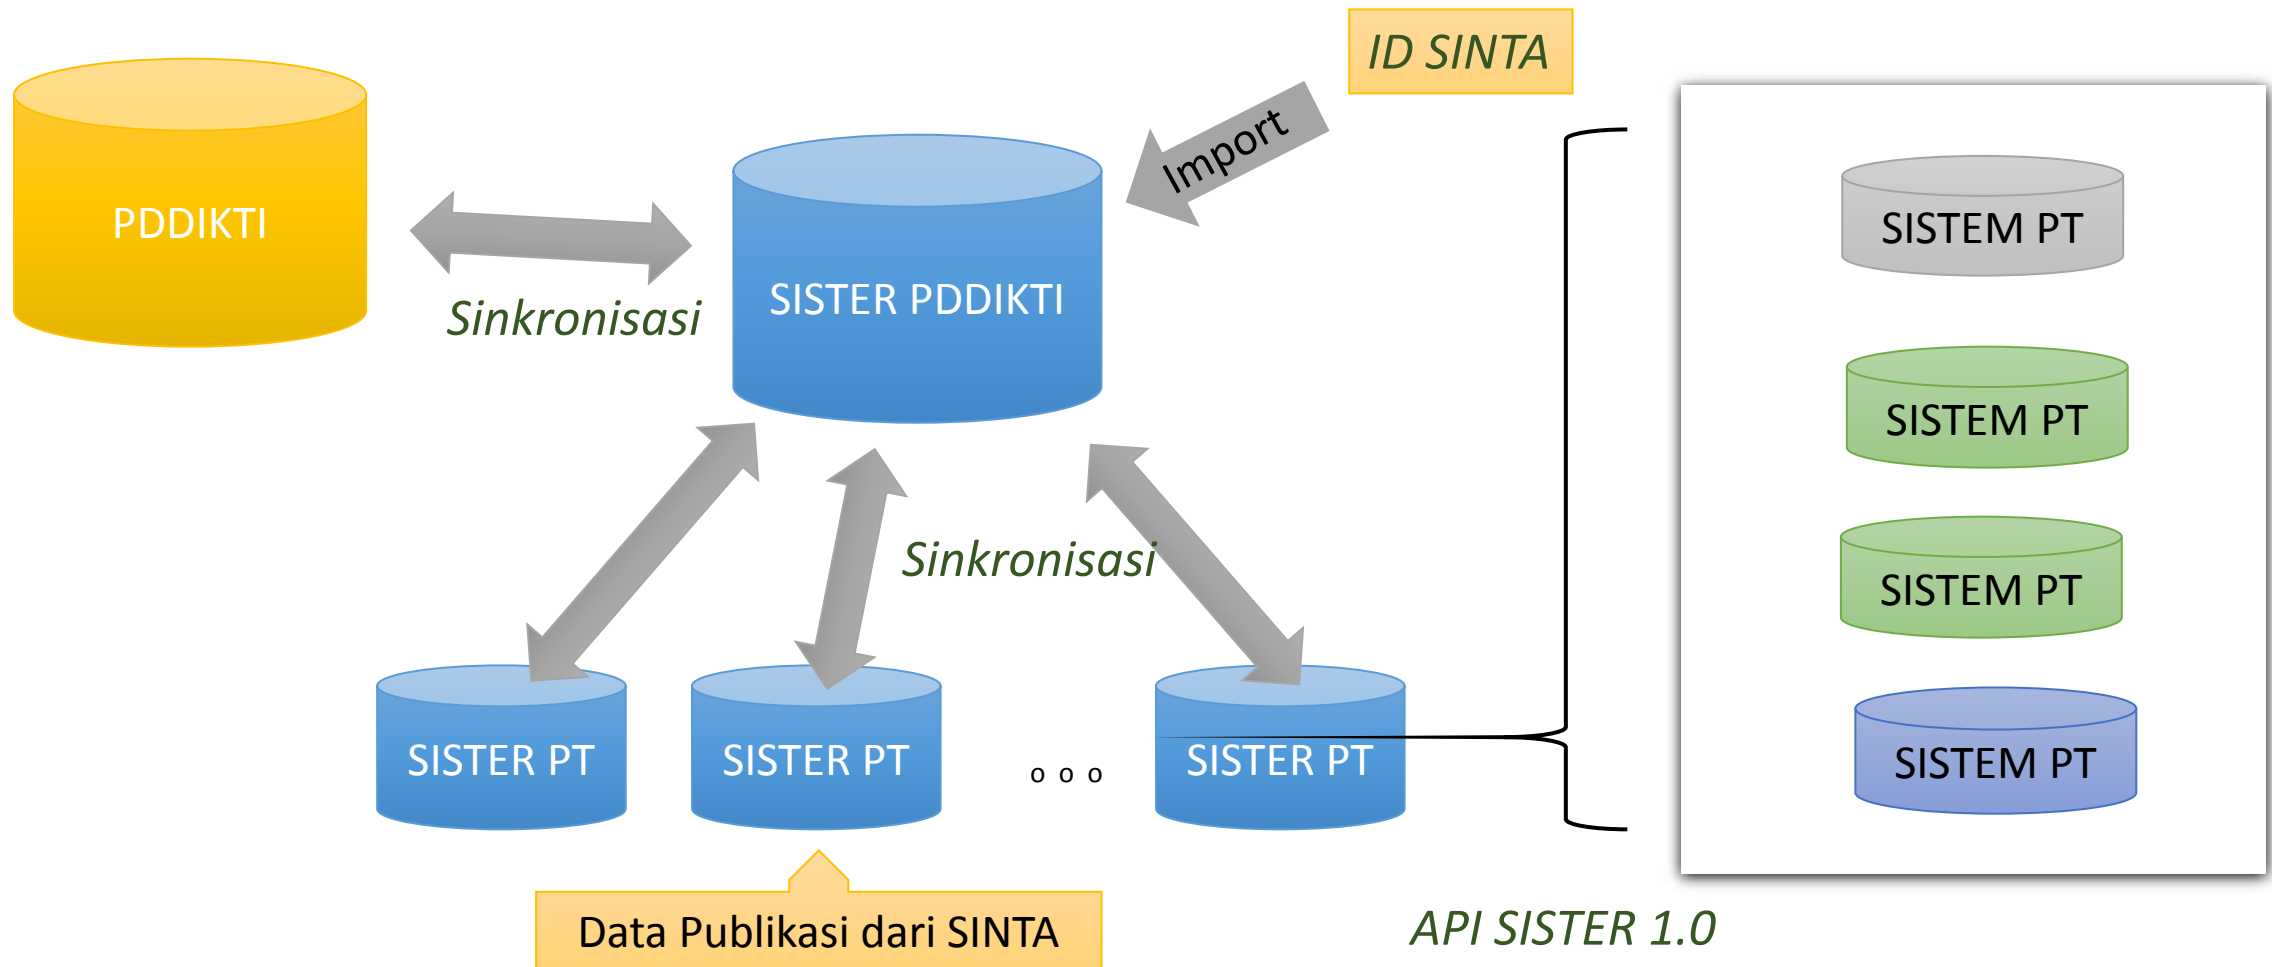 ID SINTA
Import
PDDIKTI
SISTER PDDIKTI
Sinkronisasi
Sinkronisasi
SISTER PT
SISTER PT
o o o
SISTER PT
Data Publikasi dari SINTA
SISTEM PT
SISTEM PT
SISTEM PT
SISTEM PT
API SISTER 1.0